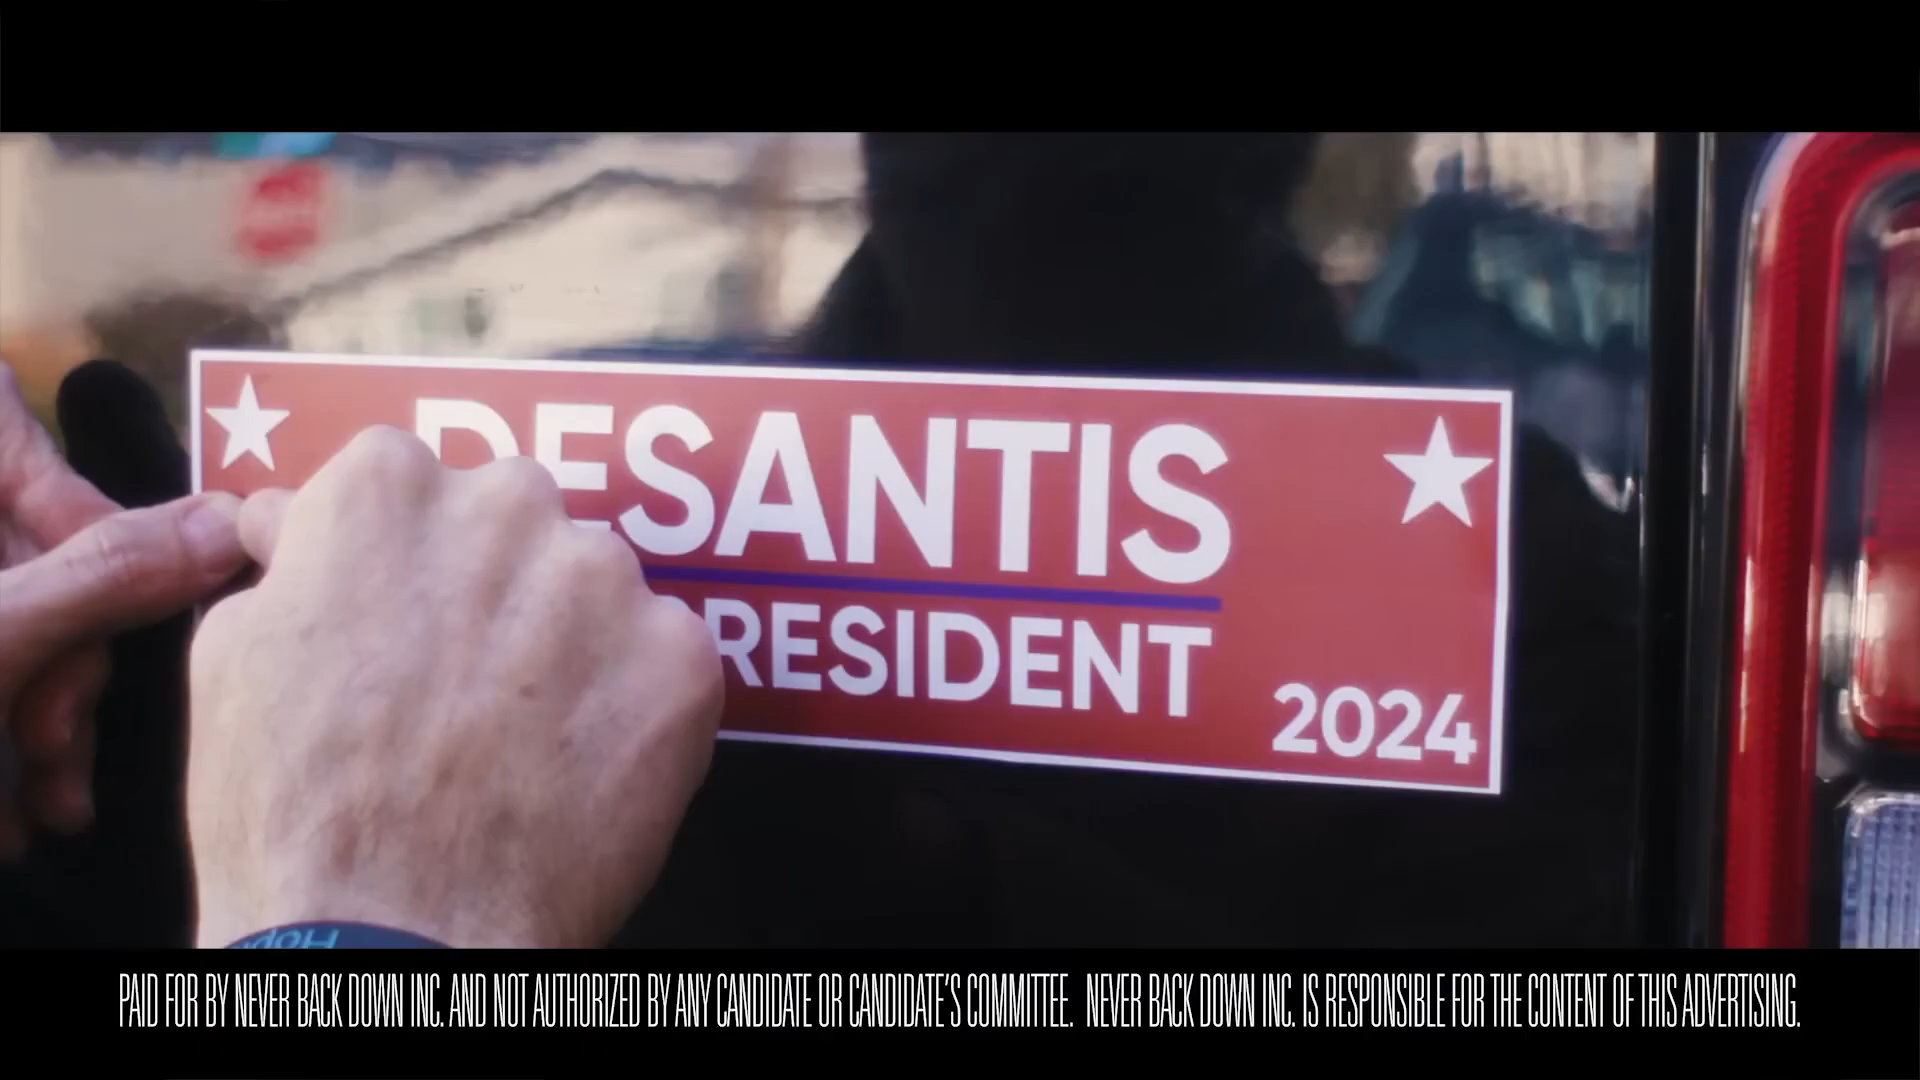 DESANTIS
PRESIDENT
2024
PAID FOR BY NEVER BACK DOWN INC. AND NOT AUTHORIZED BY ANY CANDIDATE OR CANDIDATE'S COMMITTEE. NEVER BACK DOWN INC. IS RESPONSIBLE FOR THE CONTENT OF THIS ADVERTISING.